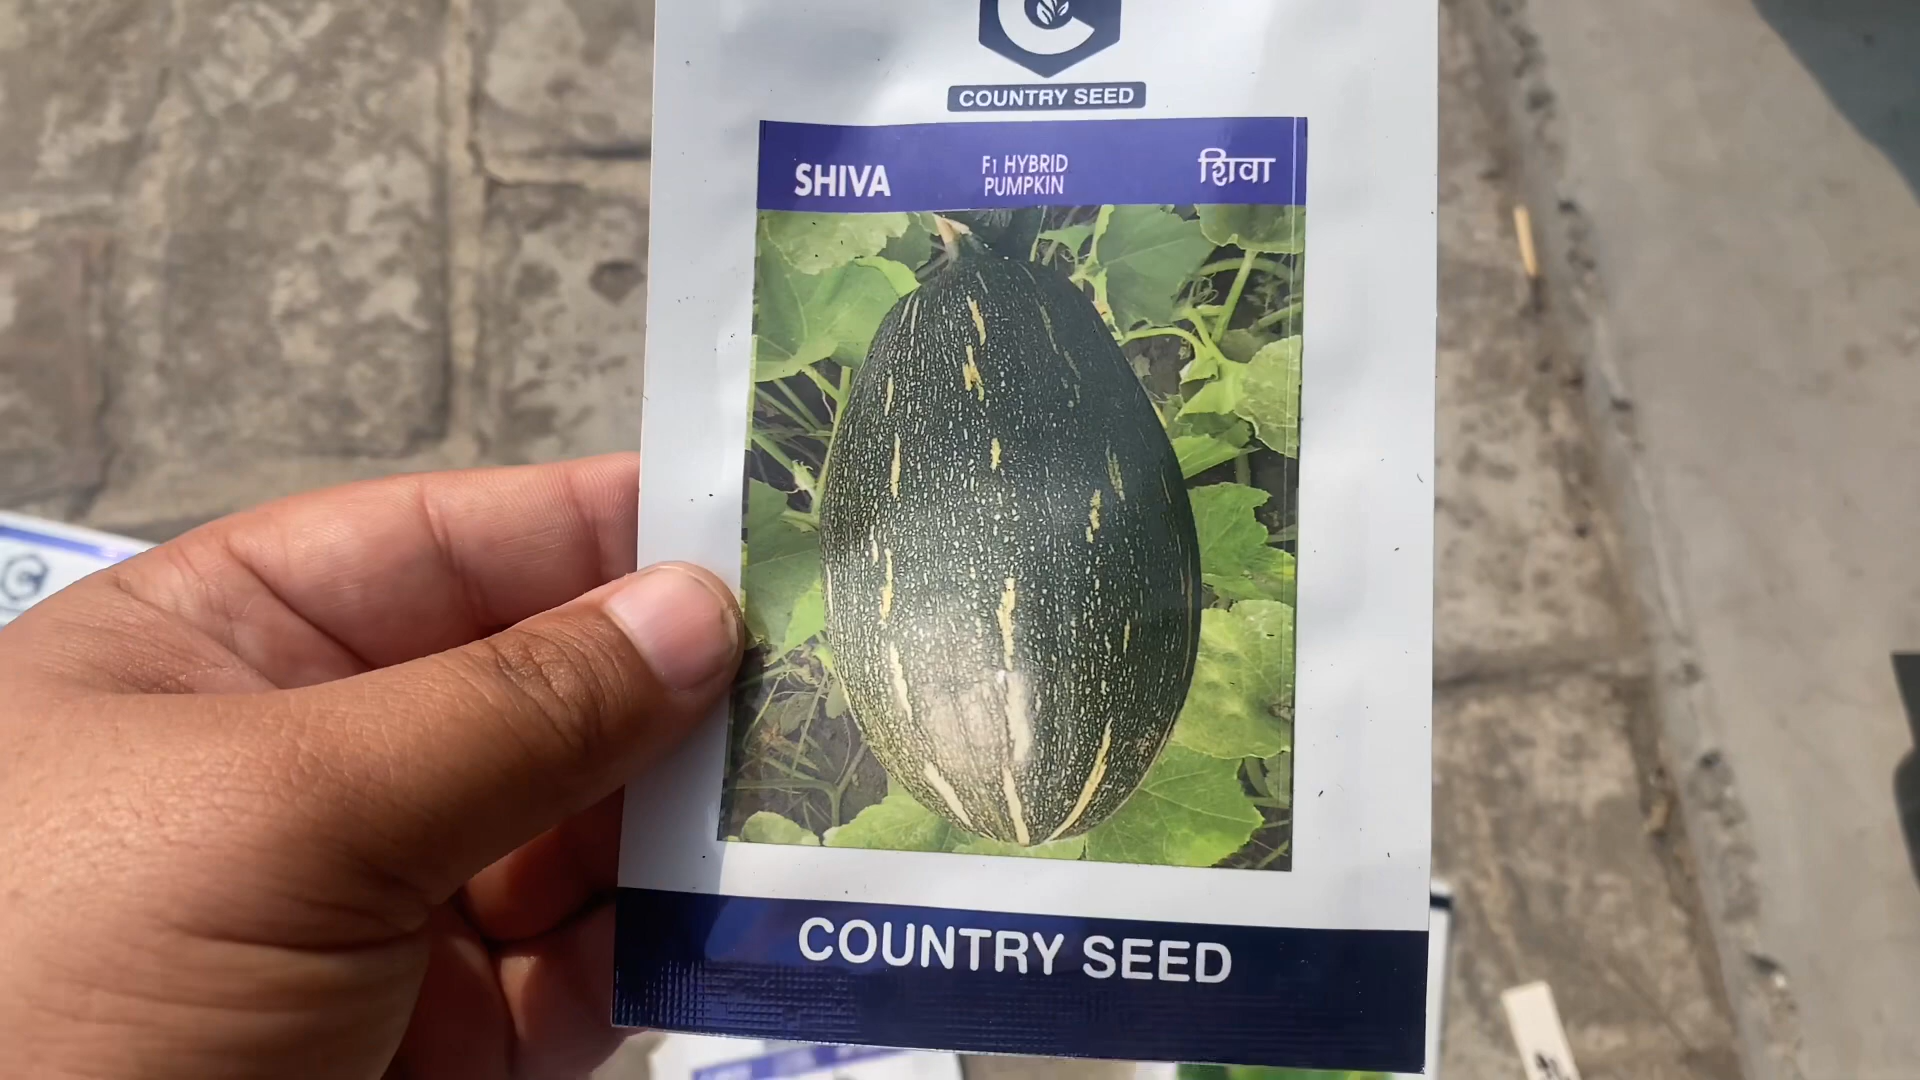 COUNTRY SEED
SHIVA
F1 HYBRID
PUMPKIN
शिवा
COUNTRY SEED